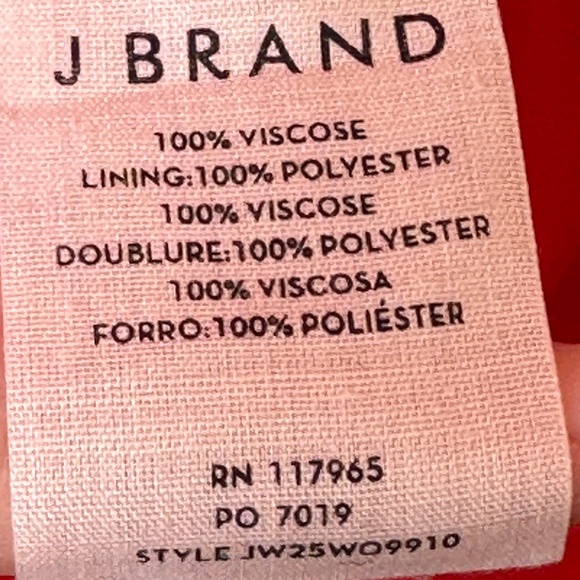 J BRAND
100% VISCOSE
LINING:100% POLYESTER
100% VISCOSE
DOUBLURE:100% POLYESTER
100% VISCOSA
FORRO:100% POLIÉSTER
RN 117965
PO 7019
STYLE JW25WO9910